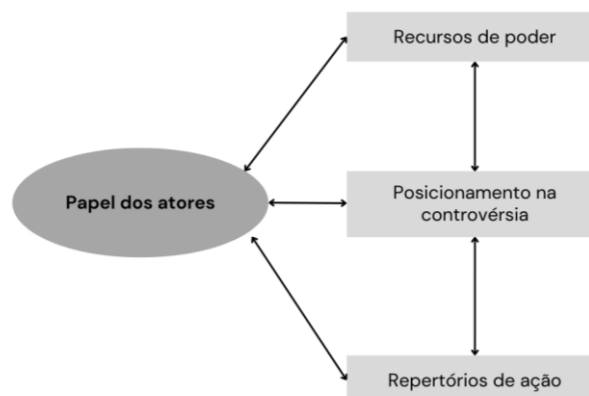 Recursos de poder
Papel dos atores
Posicionamento na
controvérsia
Repertórios de ação